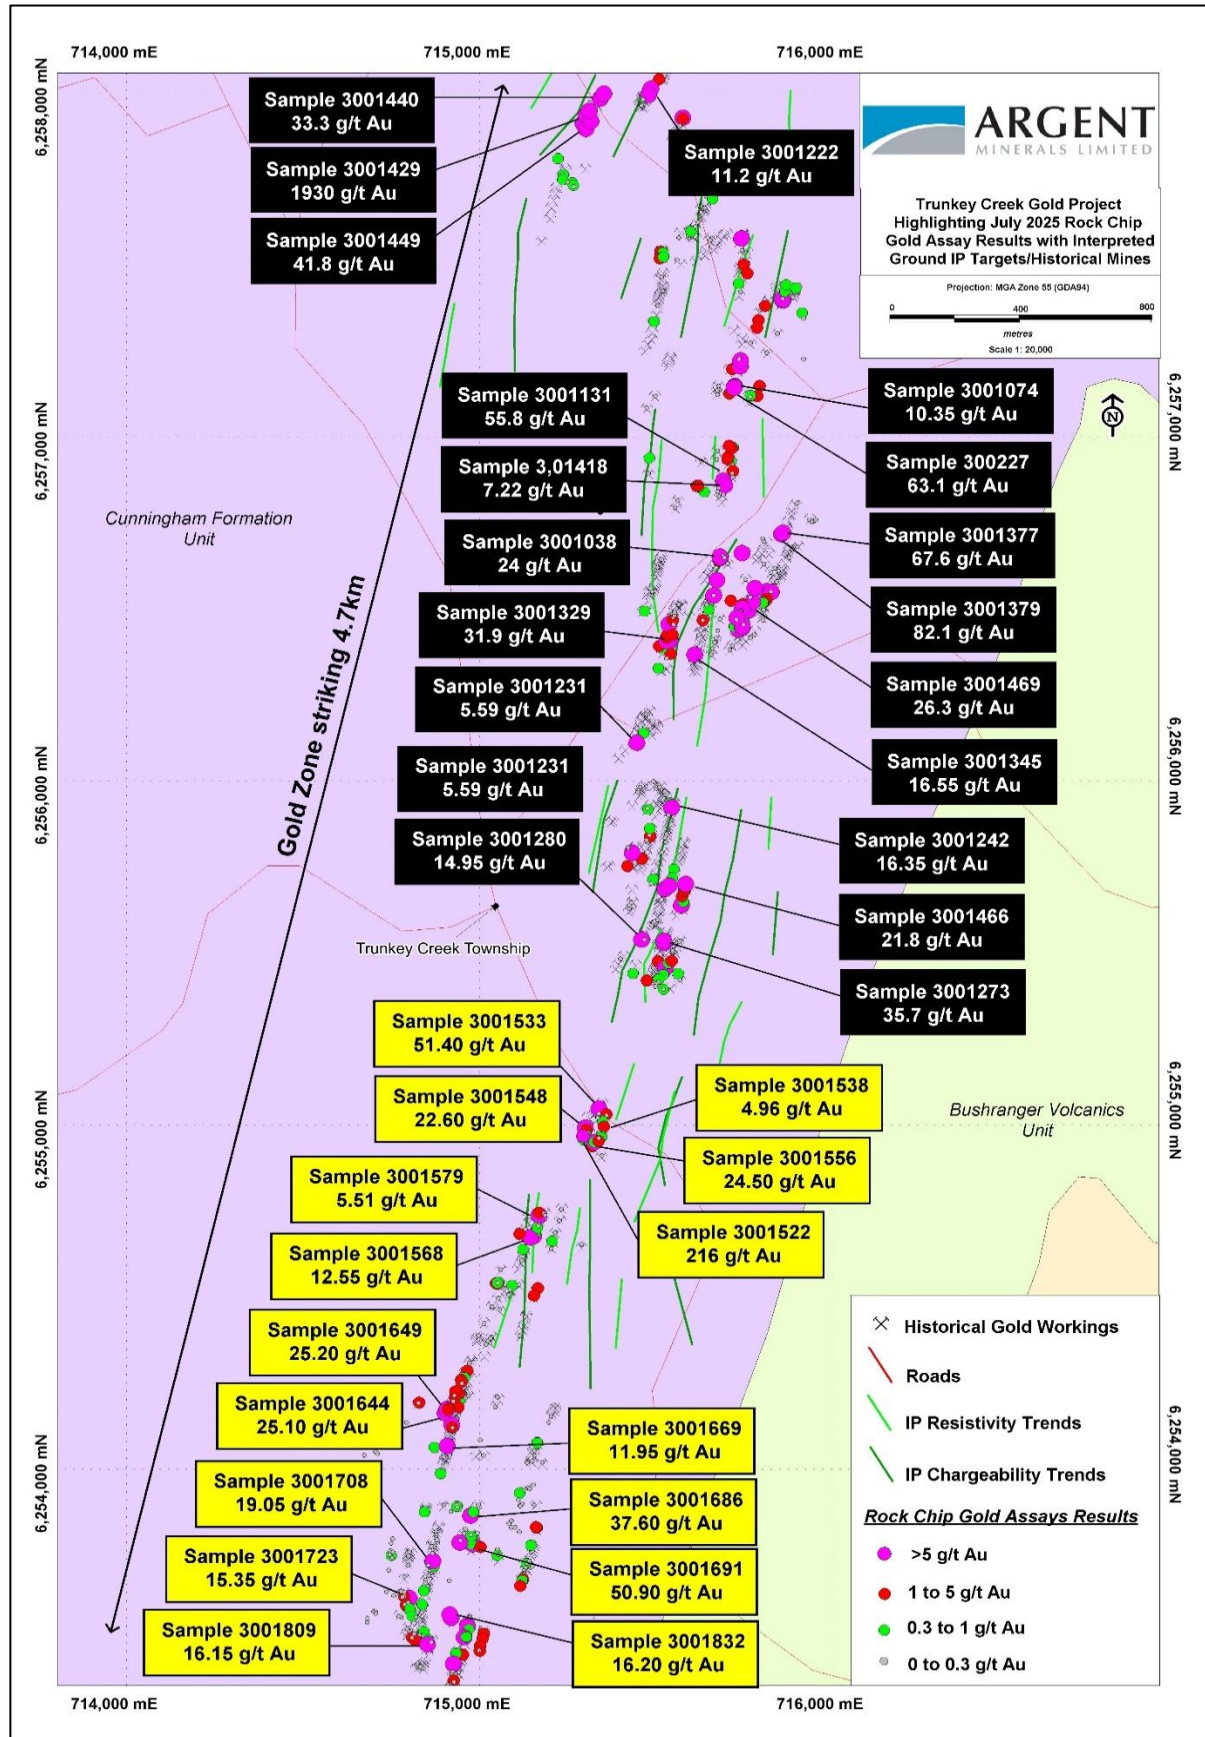 714,000 mE
715,000 mE
716,000 mE
6,258,000 mN
6,257,000 mN
6,256,000 mN
6,255,000 mN
6,254,000 mN
6,257,000 mN
6,256,000 mN
6,255,000 mN
6,254,000 mN
ARGENT
MINERALS LIMITED
Trunkey Creek Gold Project
Highlighting July 2025 Rock Chip
Gold Assay Results with Interpreted
Ground IP Targets/Historical Mines
Projection: MGA Zone 55 (GDA94)
0 400 800
metres
Scale 1: 20,000
N
Sample 3001440
33.3 g/t Au
Sample 3001429
1930 g/t Au
Sample 3001449
41.8 g/t Au
Sample 3001222
11.2 g/t Au
Sample 3001131
55.8 g/t Au
Sample 3,01418
7.22 g/t Au
Sample 3001038
24 g/t Au
Sample 3001329
31.9 g/t Au
Sample 3001231
5.59 g/t Au
Sample 3001231
5.59 g/t Au
Sample 3001280
14.95 g/t Au
Sample 3001074
10.35 g/t Au
Sample 300227
63.1 g/t Au
Sample 3001377
67.6 g/t Au
Sample 3001379
82.1 g/t Au
Sample 3001469
26.3 g/t Au
Sample 3001345
16.55 g/t Au
Sample 3001242
16.35 g/t Au
Sample 3001466
21.8 g/t Au
Sample 3001273
35.7 g/t Au
Cunningham Formation
Unit
Gold Zone striking 4.7km
Trunkey Creek Township
Bushranger Volcanics
Unit
Sample 3001533
51.40 g/t Au
Sample 3001548
22.60 g/t Au
Sample 3001538
4.96 g/t Au
Sample 3001556
24.50 g/t Au
Sample 3001522
216 g/t Au
Sample 3001579
5.51 g/t Au
Sample 3001568
12.55 g/t Au
Sample 3001649
25.20 g/t Au
Sample 3001644
25.10 g/t Au
Sample 3001669
11.95 g/t Au
Sample 3001708
19.05 g/t Au
Sample 3001686
37.60 g/t Au
Sample 3001723
15.35 g/t Au
Sample 3001691
50.90 g/t Au
Sample 3001809
16.15 g/t Au
Sample 3001832
16.20 g/t Au
Historical Gold Workings
Roads
IP Resistivity Trends
IP Chargeability Trends
Rock Chip Gold Assays Results
>5 g/t Au
1 to 5 g/t Au
0.3 to 1 g/t Au
0 to 0.3 g/t Au
714,000 mE
715,000 mE
716,000 mE